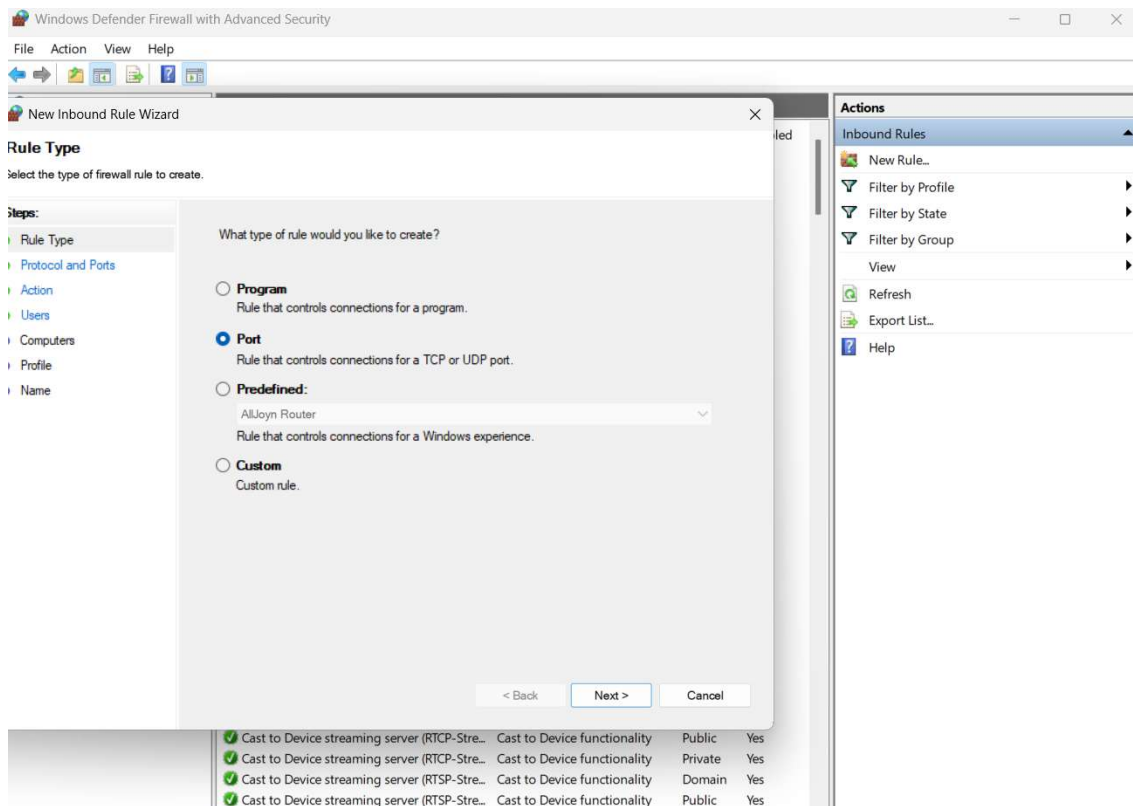 Windows Defender Firewall with Advanced Security
File Action View Help
New Inbound Rule Wizard
Rule Type
Select the type of firewall rule to create.
Steps:
Rule Type
Protocol and Ports
Action
Users
Computers
Profile
Name
What type of rule would you like to create?
Program
Rule that controls connections for a program.
Port
Rule that controls connections for a TCP or UDP port.
Predefined:
AllJoyn Router
Rule that controls connections for a Windows experience.
Custom
Custom rule.
< Back Next > Cancel
Cast to Device streaming server (RTCP-Stre... Cast to Device functionality Public Yes
Cast to Device streaming server (RTCP-Stre... Cast to Device functionality Private Yes
Cast to Device streaming server (RTSP-Stre... Cast to Device functionality Domain Yes
Cast to Device streaming server (RTSP-Stre... Cast to Device functionality Public Yes
Actions
Inbound Rules
New Rule...
Filter by Profile
Filter by State
Filter by Group
View
Refresh
Export List...
Help